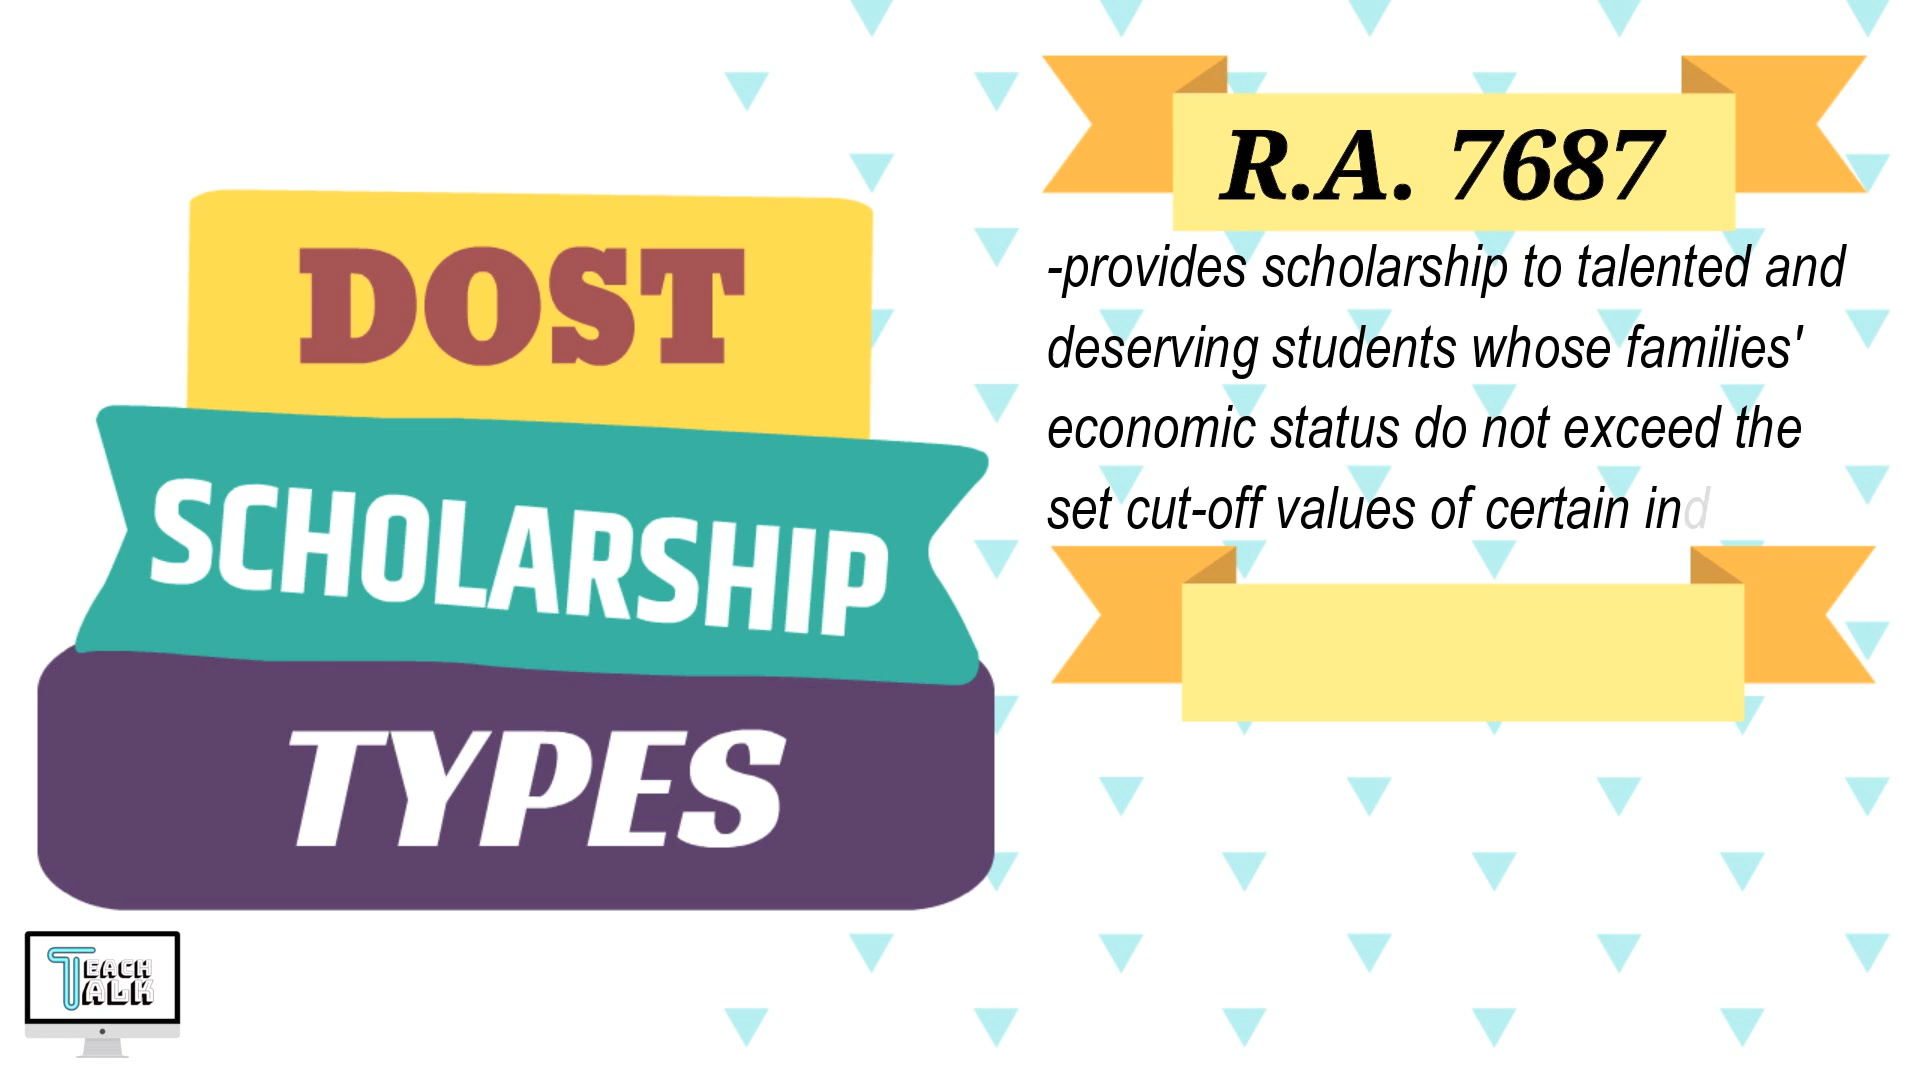 DOST
SCHOLARSHIP
TYPES
R.A. 7687
-provides scholarship to talented and
deserving students whose families'
economic status do not exceed the
set cut-off values of certain ind
TEACH
TALK